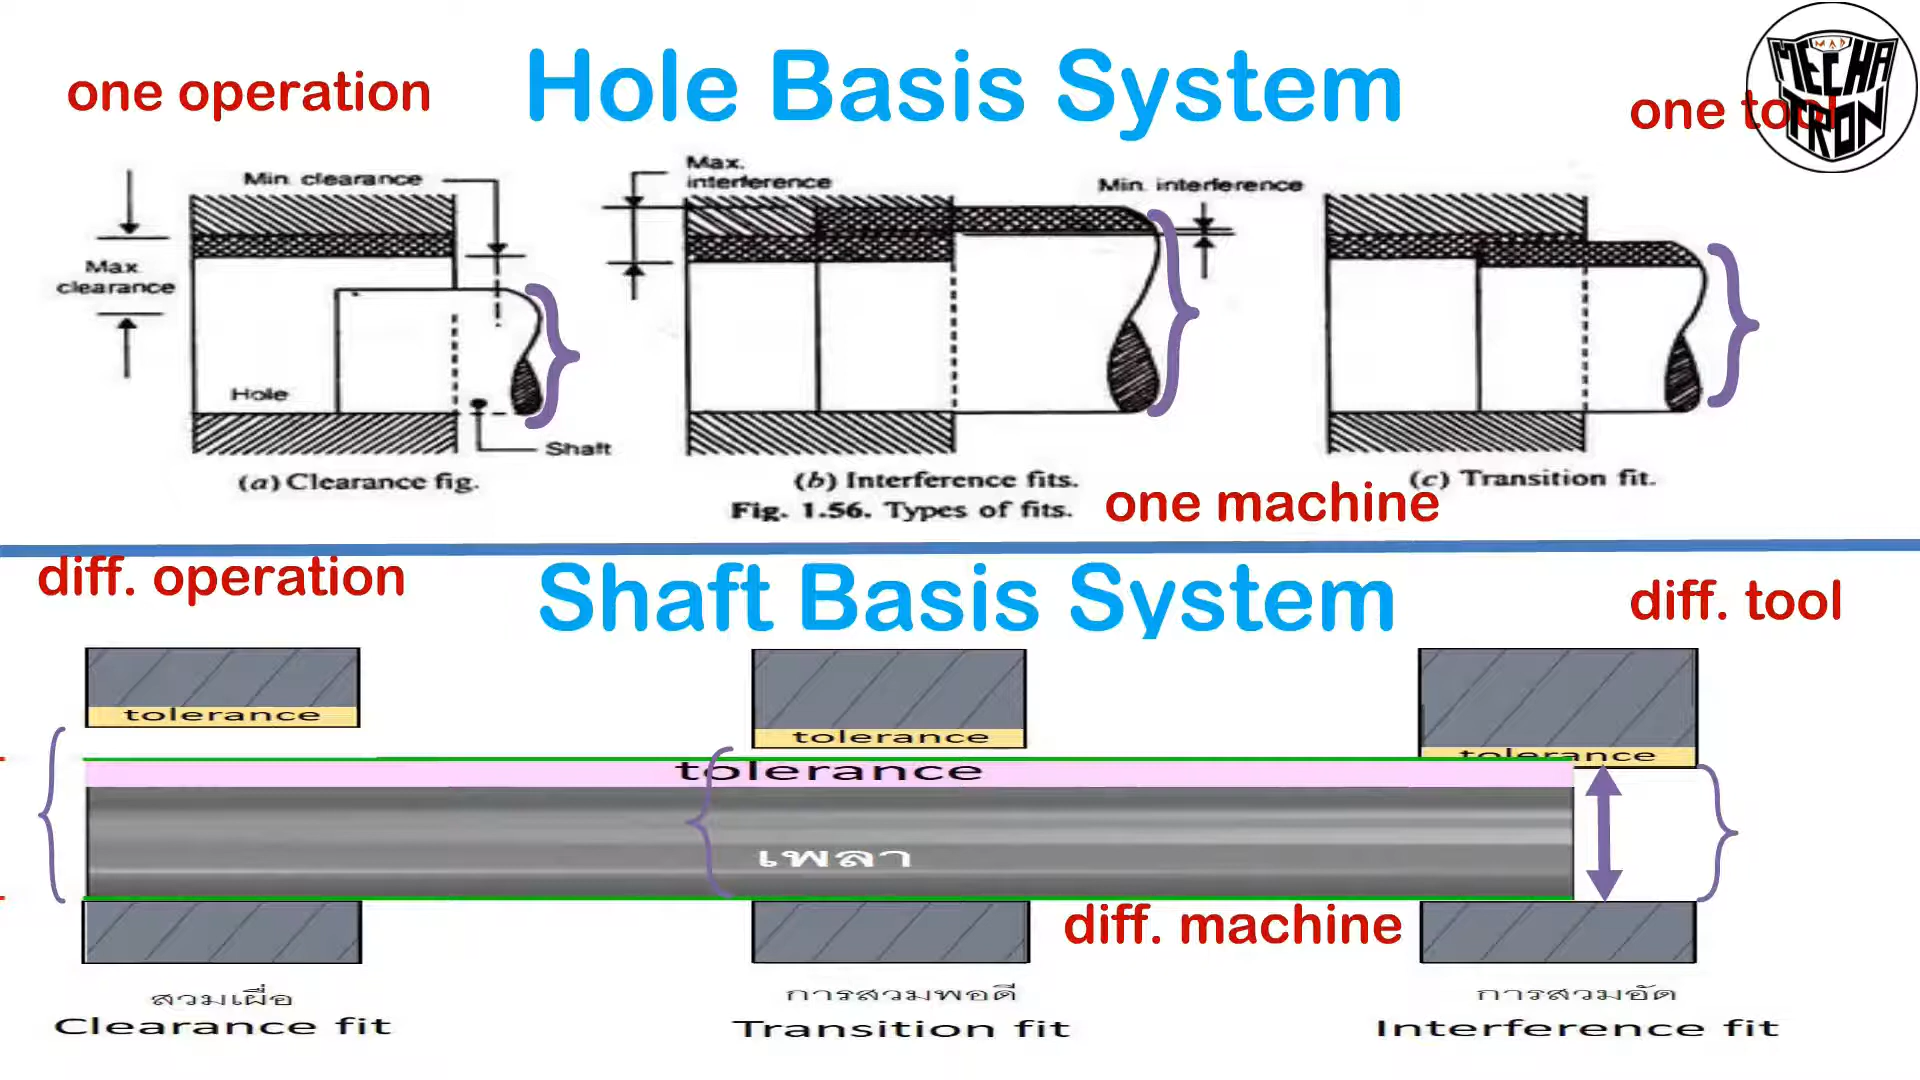 Hole Basis System
one operation
one tool
MAD
MECHA
TRON
Min. clearance
Max.
interference
Min. interference
Max.
clearance
Hole
Shaft
(a) Clearance fig.
(b) Interference fits.
(c) Transition fit.
Fig. 1.56. Types of fits.
one machine
diff. operation
Shaft Basis System
diff. tool
tolerance
tolerance
tolerance
tolerance
เพลา
diff. machine
สวมเผื่อ
การสวมพอดี
การสวมอัด
Clearance fit
Transition fit
Interference fit